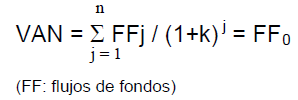 n
VAN = Σ FFj / (1+k)^j = FF₀
j = 1
(FF: flujos de fondos)